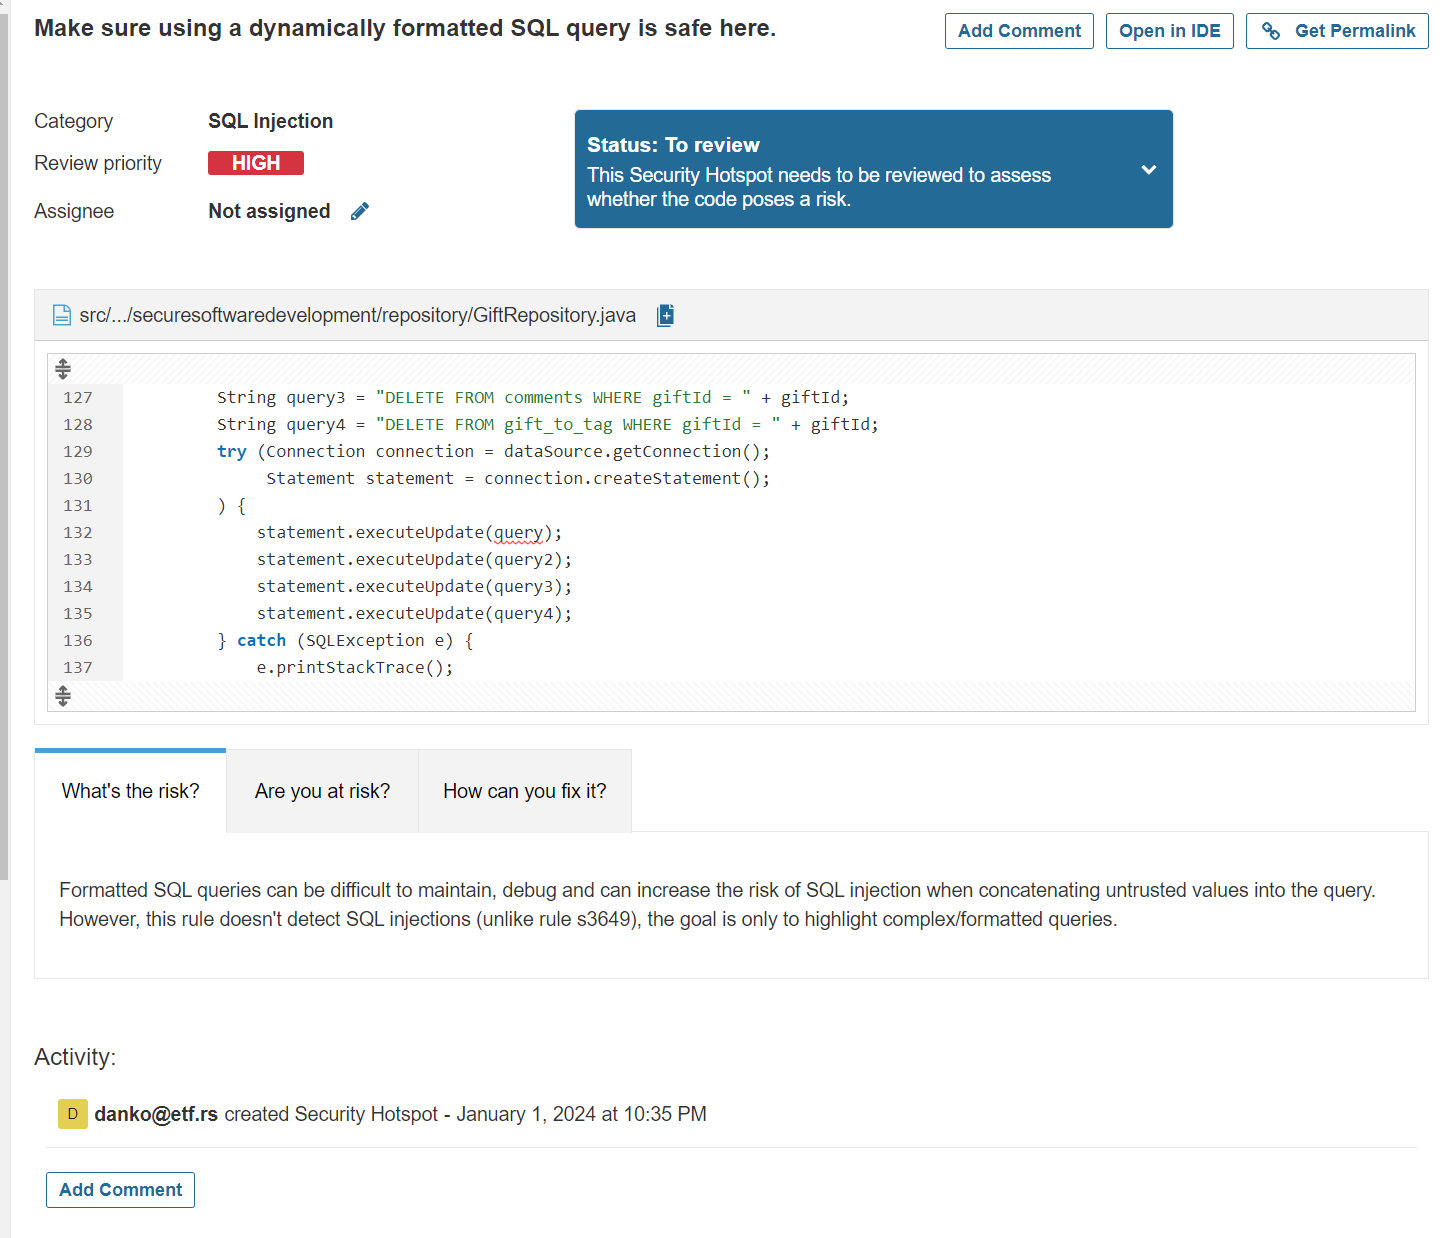 Make sure using a dynamically formatted SQL query is safe here.
Add Comment
Open in IDE
Get Permalink
Category
SQL Injection
Review priority
HIGH
Assignee
Not assigned
Status: To review
This Security Hotspot needs to be reviewed to assess
whether the code poses a risk.
src/.../securesoftwaredevelopment/repository/GiftRepository.java
127 String query3 = "DELETE FROM comments WHERE giftId = " + giftId;
128 String query4 = "DELETE FROM gift_to_tag WHERE giftId = " + giftId;
129 try (Connection connection = dataSource.getConnection();
130 Statement statement = connection.createStatement();
131 ) {
132 statement.executeUpdate(query);
133 statement.executeUpdate(query2);
134 statement.executeUpdate(query3);
135 statement.executeUpdate(query4);
136 } catch (SQLException e) {
137 e.printStackTrace();
What's the risk?
Are you at risk?
How can you fix it?
Formatted SQL queries can be difficult to maintain, debug and can increase the risk of SQL injection when concatenating untrusted values into the query.
However, this rule doesn't detect SQL injections (unlike rule s3649), the goal is only to highlight complex/formatted queries.
Activity:
D danko@etf.rs created Security Hotspot - January 1, 2024 at 10:35 PM
Add Comment